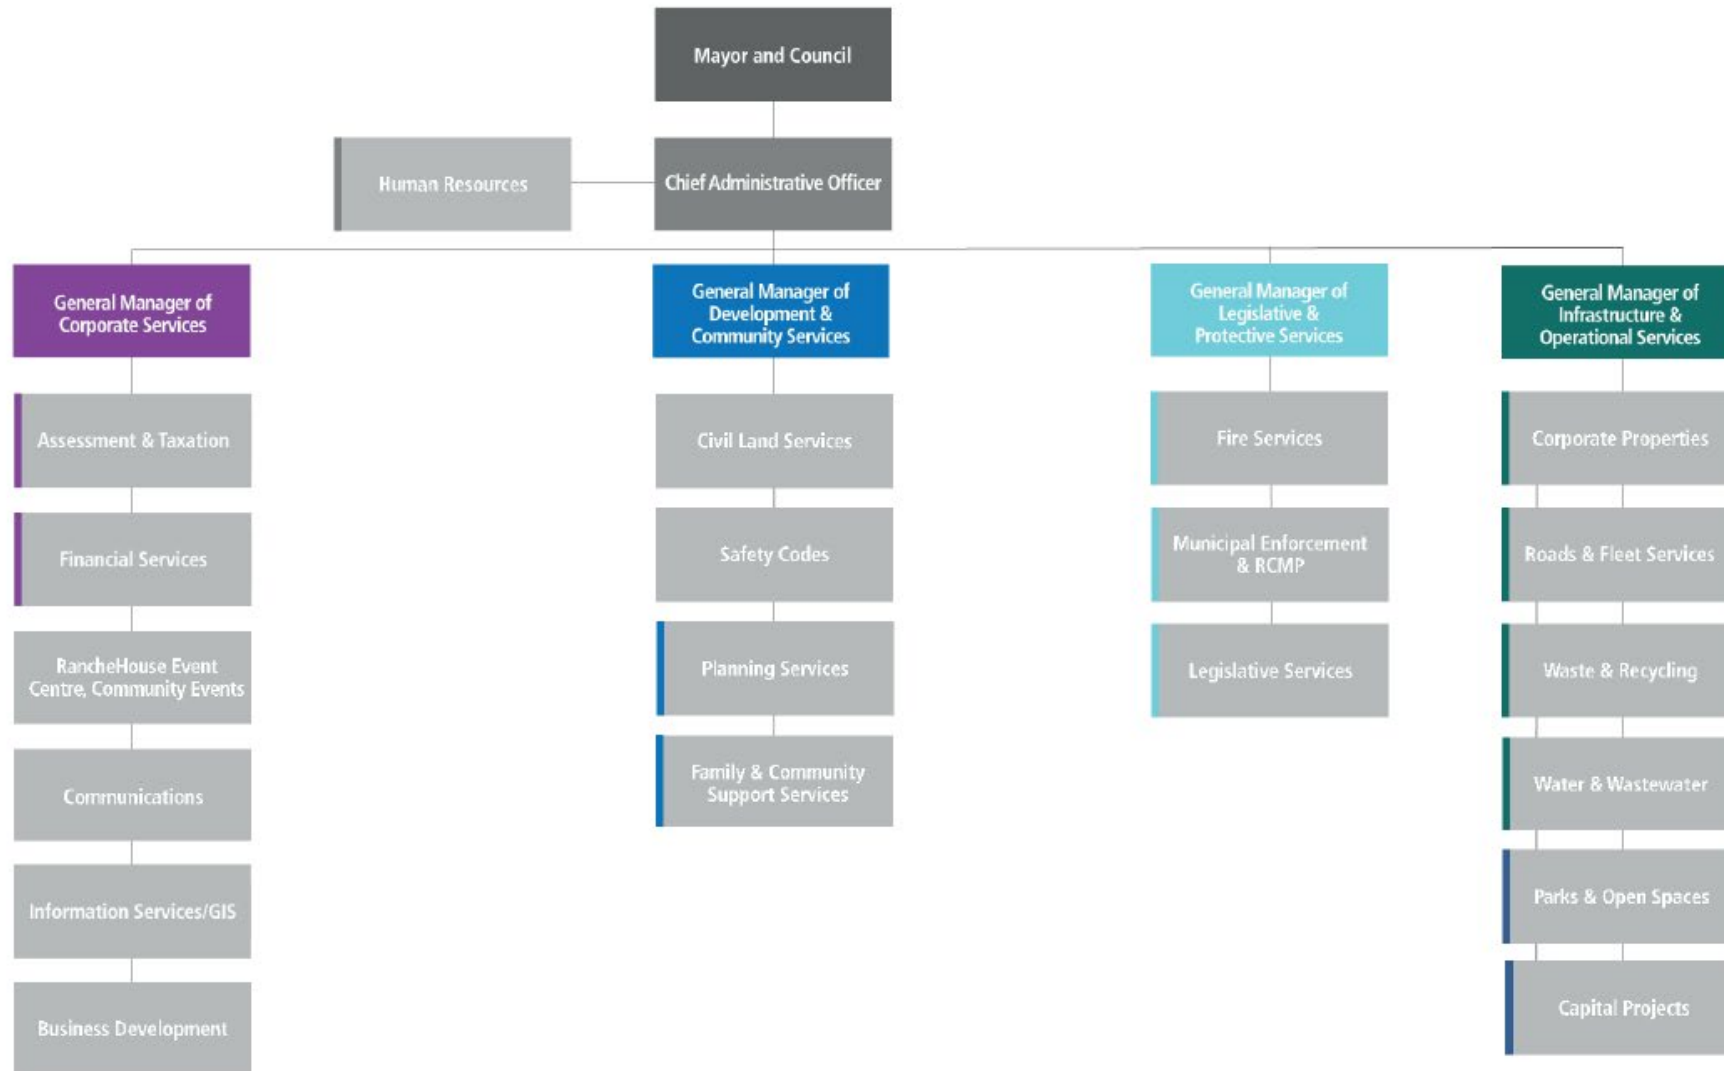 Mayor and Council
Human Resources
Chief Administrative Officer
General Manager of
Corporate Services
Assessment & Taxation
Financial Services
RancheHouse Event
Centre, Community Events
Communications
Information Services/GIS
Business Development
General Manager of
Development &
Community Services
Civil Land Services
Safety Codes
Planning Services
Family & Community
Support Services
General Manager of
Legislative &
Protective Services
Fire Services
Municipal Enforcement
& RCMP
Legislative Services
General Manager of
Infrastructure &
Operational Services
Corporate Properties
Roads & Fleet Services
Waste & Recycling
Water & Wastewater
Parks & Open Spaces
Capital Projects